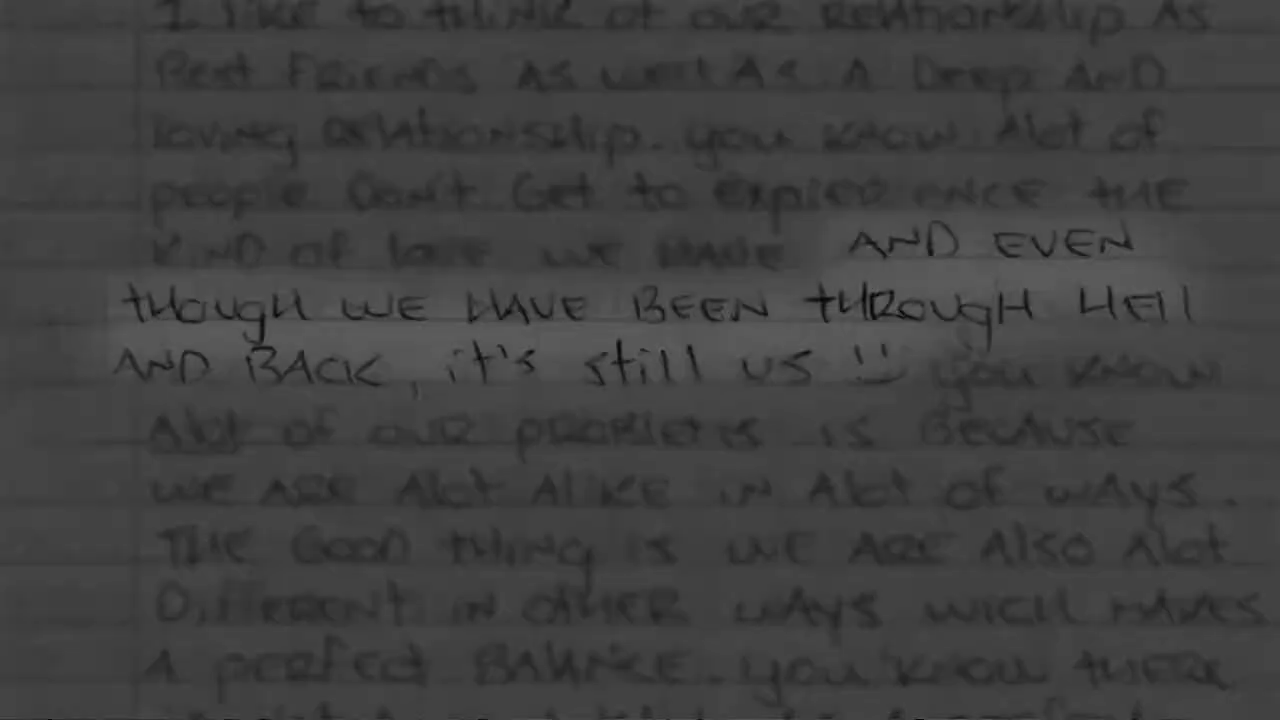 I like to think of our Relationship As
Best Friends As well As A Deep AND
loving Relationship. you know Alot of
people Don't Get to Expierence THE
KIND of love we HAVE AND EVEN
tHougH WE HAVE BEEN tHRougH HEll
AND BACK, it's still us :)
you know
Alot of ouR pRoblems is BecAuse
we ARE Alot AliKE iN Alot of wAys.
THE Good tHiNg is WE ARE Also Alot
DiffERENt iN otHER wAys wicH MAKES
A pERfect BAlANcE. you KNow tHERE